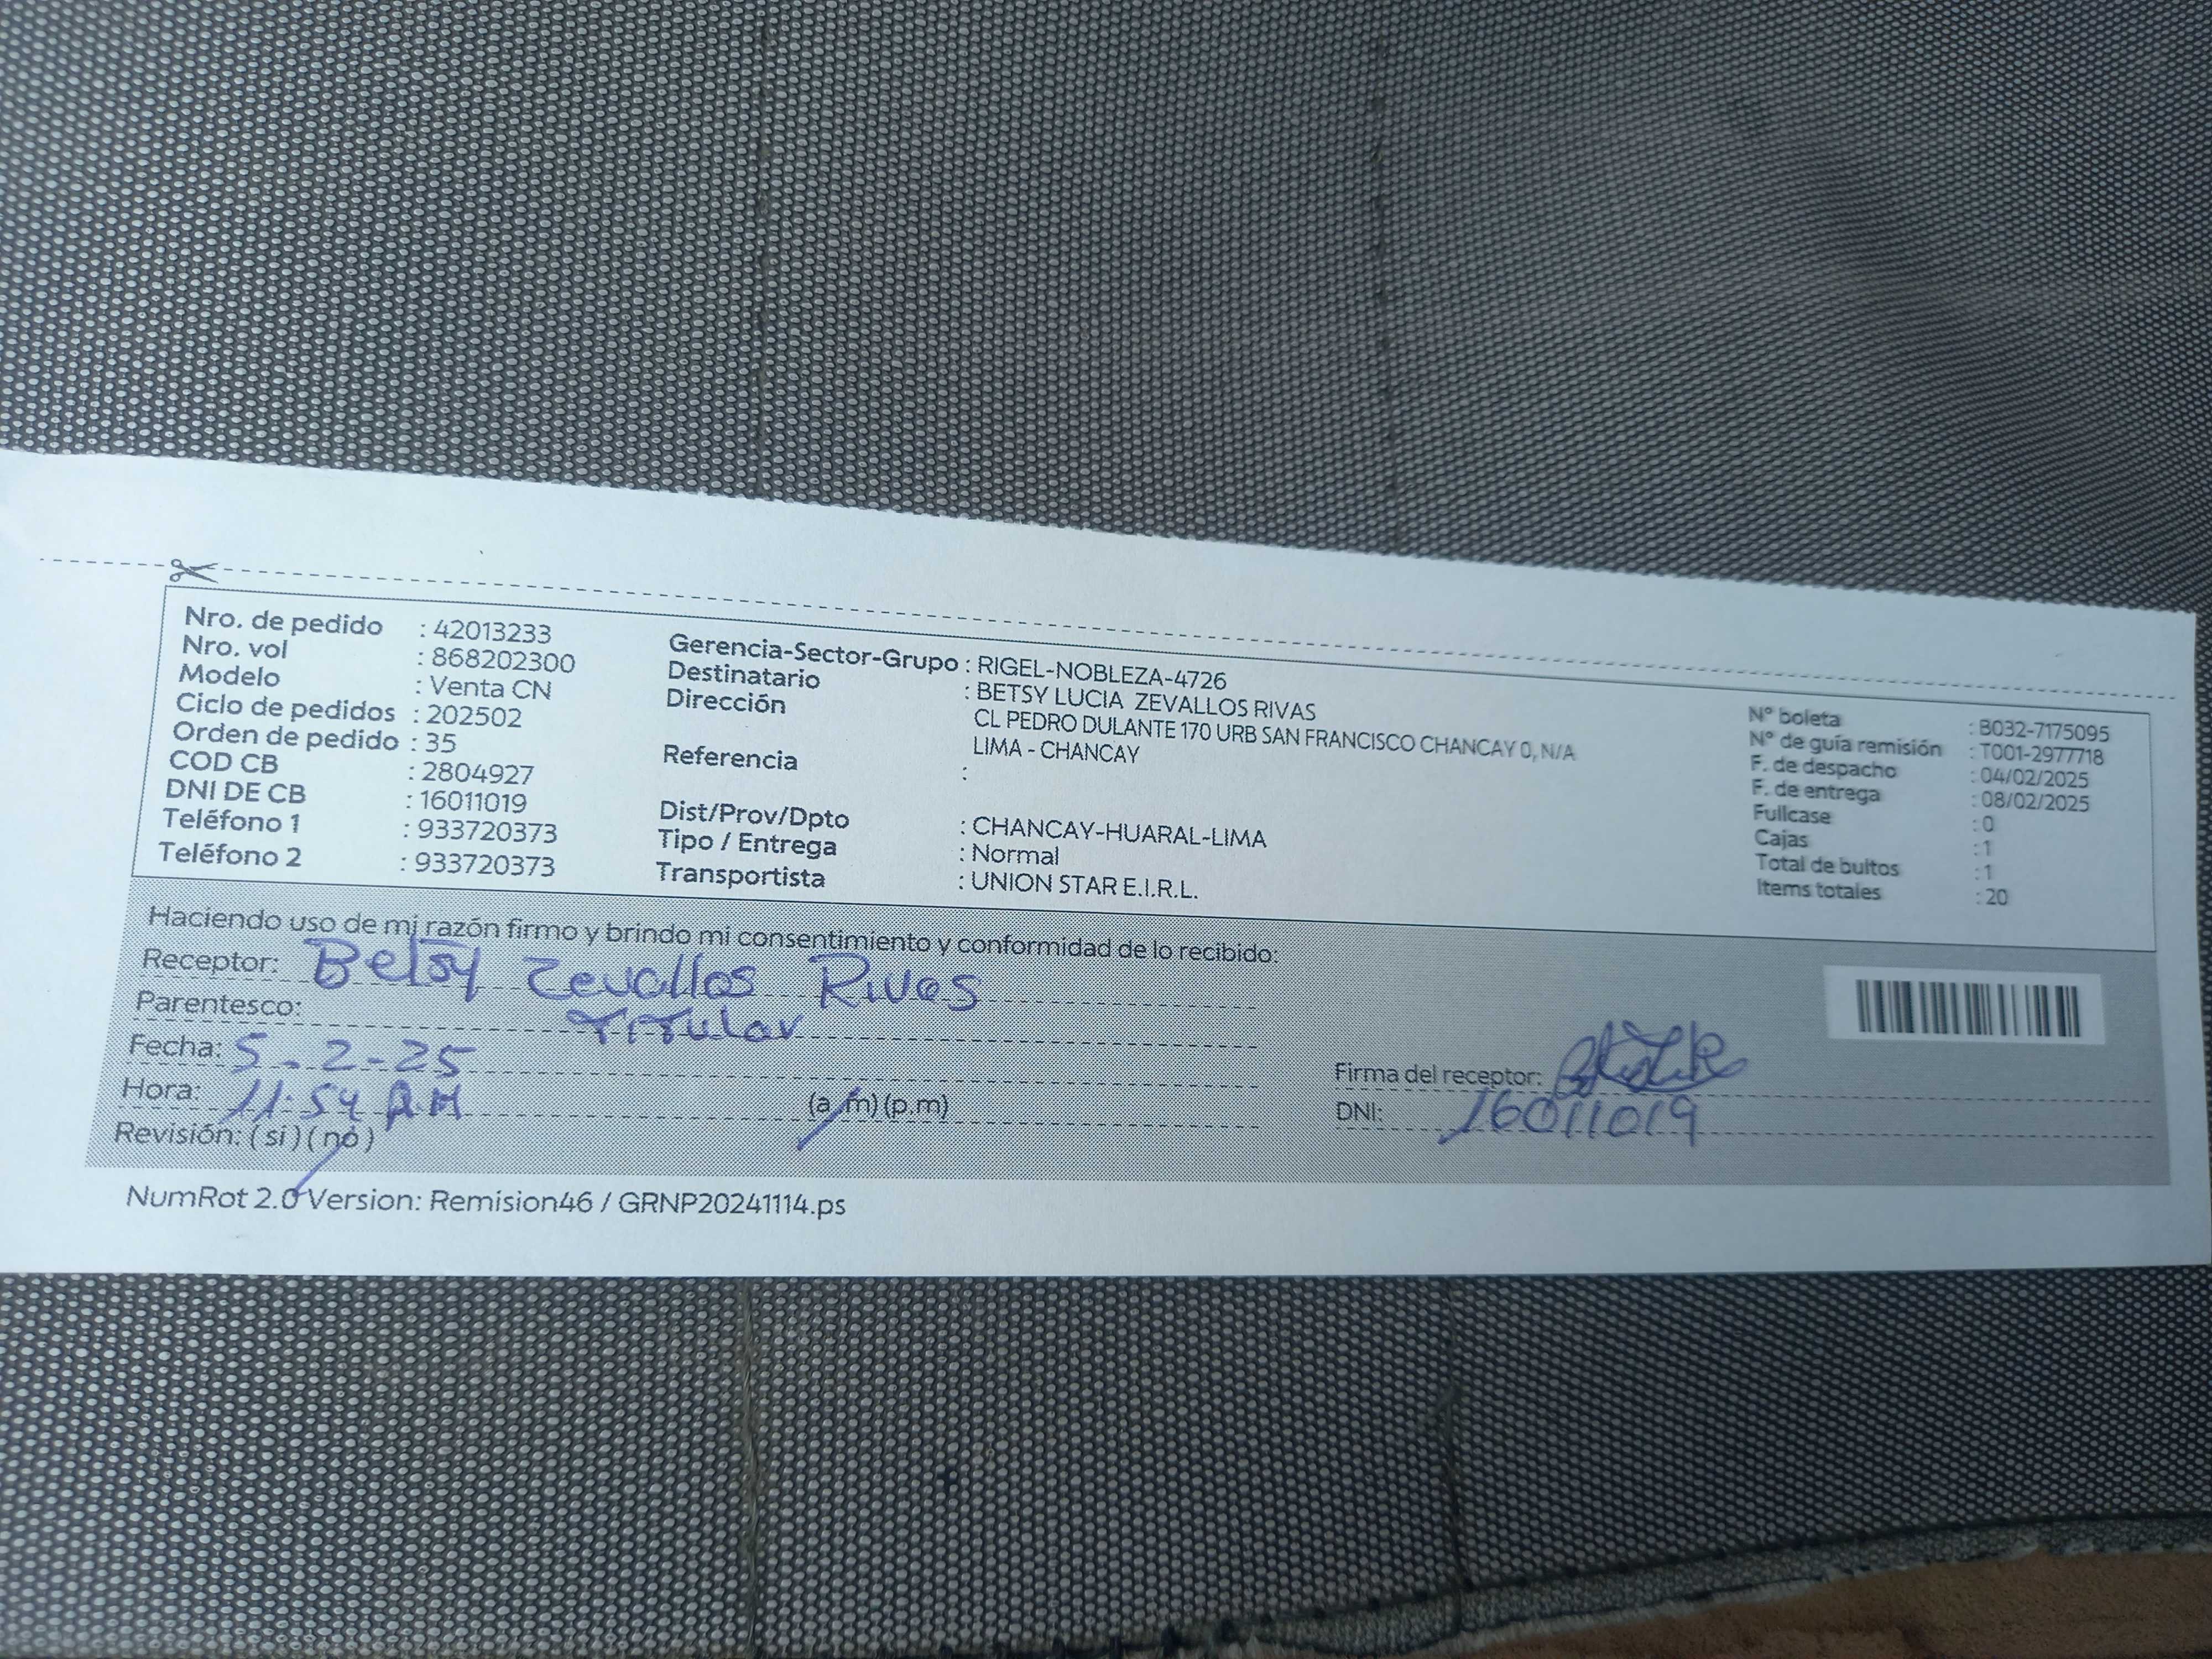 Nro. de pedido : 42013233
Nro. vol : 868202300
Modelo : Venta CN
Ciclo de pedidos : 202502
Orden de pedido : 35
COD CB : 2804927
DNI DE CB : 16011019
Teléfono 1 : 933720373
Teléfono 2 : 933720373
Gerencia-Sector-Grupo : RIGEL-NOBLEZA-4726
Destinatario : BETSY LUCIA ZEVALLOS RIVAS
Dirección CL PEDRO DULANTE 170 URB SAN FRANCISCO CHANCAY 0, N/A
LIMA - CHANCAY
Referencia :
Dist/Prov/Dpto : CHANCAY-HUARAL-LIMA
Tipo / Entrega : Normal
Transportista : UNION STAR E.I.R.L.
N° boleta : B032-7175095
N° de guía remisión : T001-2977718
F. de despacho : 04/02/2025
F. de entrega : 08/02/2025
Fullcase : 0
Cajas : 1
Total de bultos : 1
Items totales : 20
Haciendo uso de mi razón firmo y brindo mi consentimiento y conformidad de lo recibido:
Receptor: Betsy Zevallos Rivas
Parentesco: Titular
Fecha: 5-2-25
Hora: 11:54 A.M (a.m) (p.m)
Revisión: (si) (no)
Firma del receptor:
DNI: 16011019
NumRot 2.0 Version: Remision46 / GRNP20241114.ps